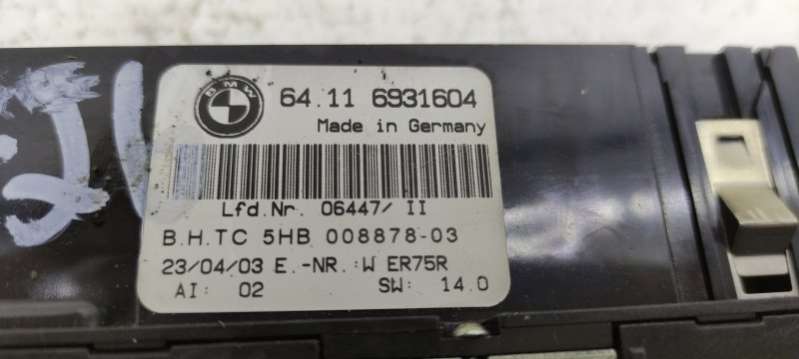 BMW
64.11 6931604
Made in Germany
Lfd.Nr. 06447/ II
B.H.TC 5HB 008878-03
23/04/03 E.-NR.:W ER75R
AI: 02 SW: 14.0